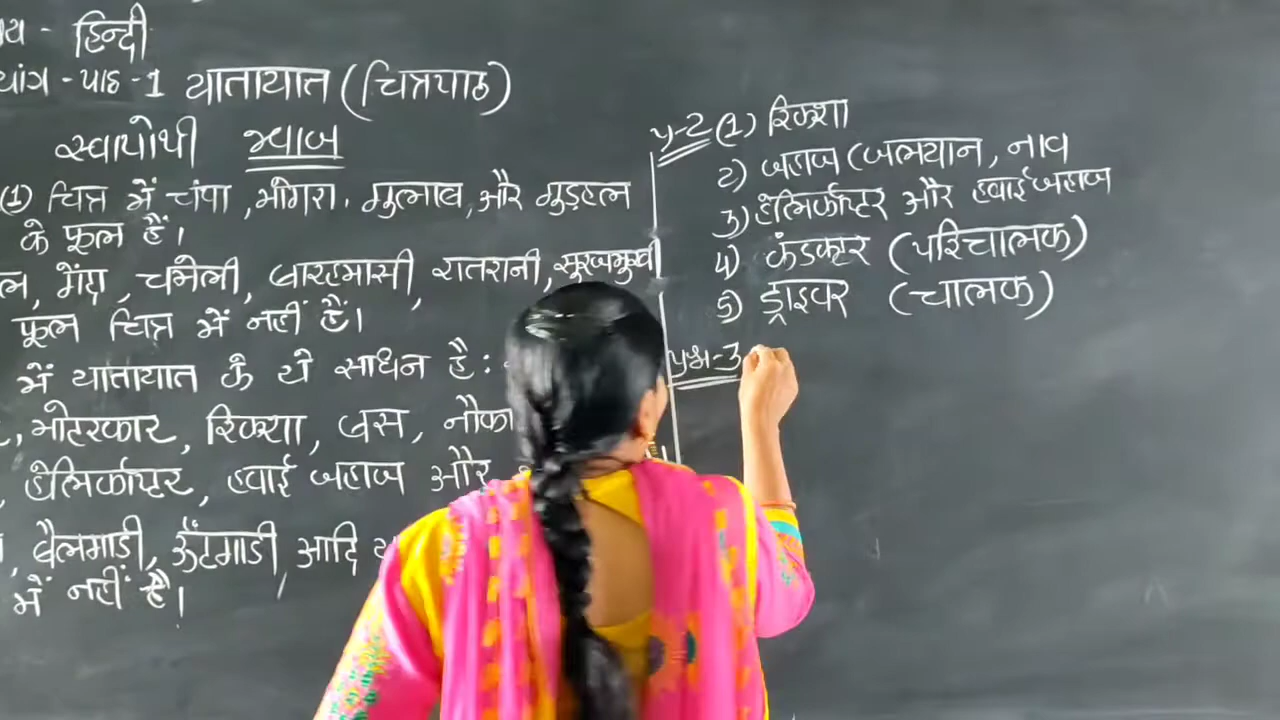 य - हिन्दी
पाठ - 1 यातायात (चित्रपाठ)
स्वाध्याय
(1) चित्र में चंपा, मोगरा, गुलाब, और गुड़हल
के फूल हैं।
गेंदा, चमेली, बारहमासी, रातरानी, सूरजमुखी
फूल चित्र में नहीं हैं।
में यातायात के ये साधन है :
मोटरकार, रिक्शा, बस, नौका
हेलिकॉप्टर, हवाई जहाज और
बैलगाड़ी, ऊँटगाडी, आदि
में नहीं है।
प्र-2 (1) रिक्शा
2) जहाज (जलयान, नाव
3) हेलिकॉप्टर और हवाई जहाज
4) कंडक्टर (परिचालक)
5) ड्राइवर (चालक)
प्रश्न-3